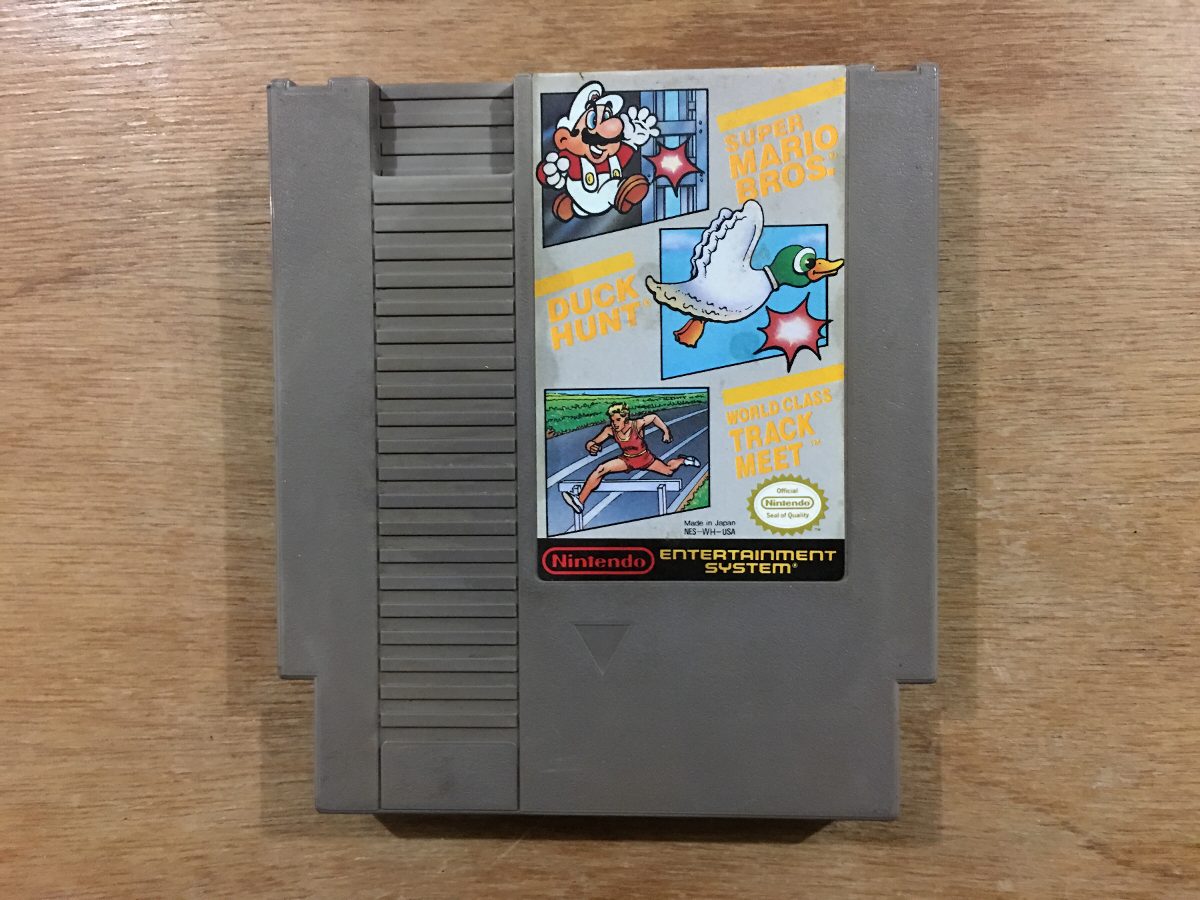 SUPER
MARIO
BROS.®
DUCK
HUNT®
WORLD CLASS
TRACK
MEET™
Official
Nintendo
Seal of Quality
Made in Japan
NES-WH-USA
Nintendo
ENTERTAINMENT
SYSTEM®